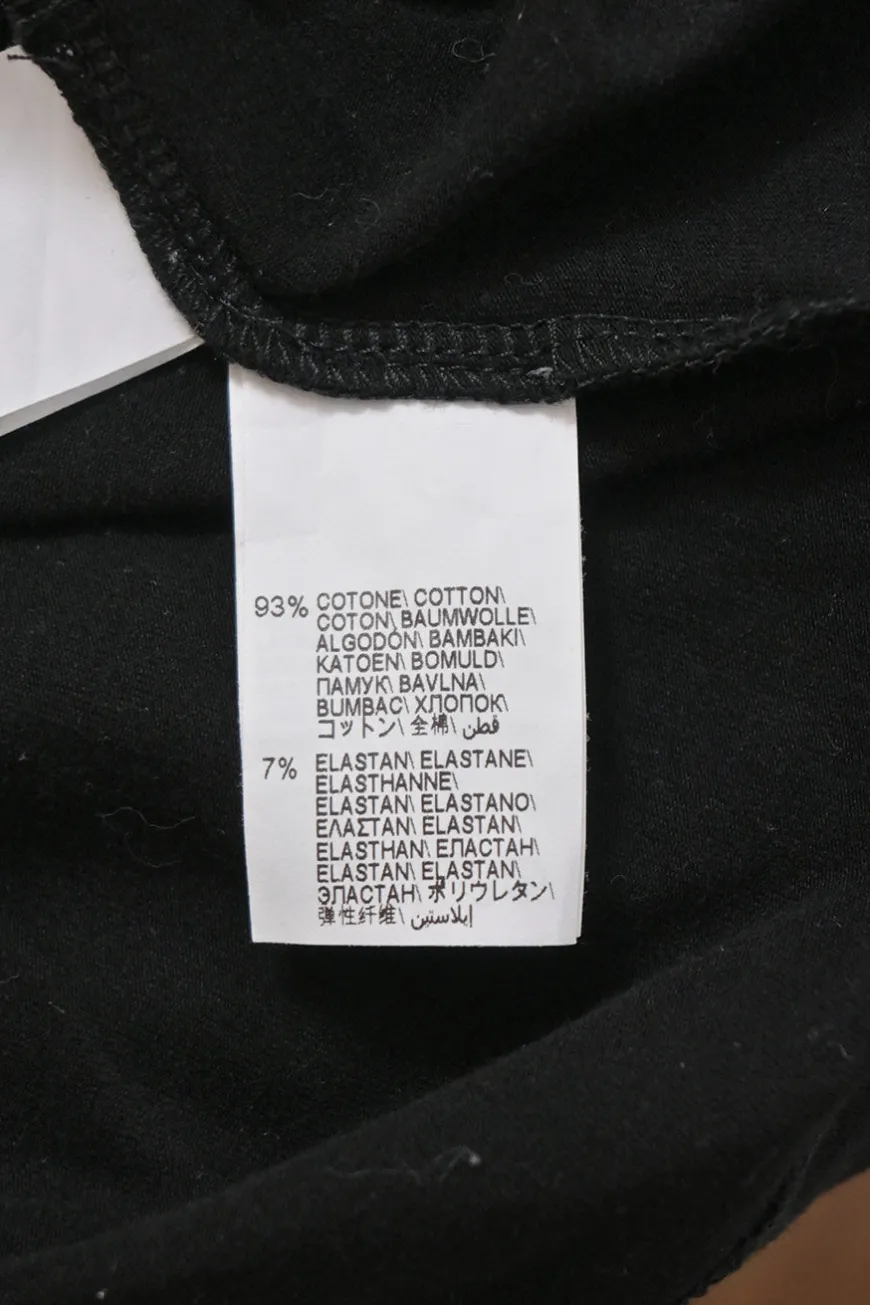 93% COTONE\ COTTON\
COTON\ BAUMWOLLE\
ALGODÓN\ BAMBAKI\
KATOEN\ BOMULD\
ПАМУК\ BAVLNA\
BUMBAC\ ХЛОПОК\
コットン\ 全棉\ قطن
7% ELASTAN\ ELASTANE\
ELASTHANNE\
ELASTAN\ ELASTANO\
ΕΛΑΣΤΑΝ\ ELASTAN\
ELASTHAN\ ЕПАСТАН\
ELASTAN\ ELASTAN\
ЭПАСТАН\ ポリウレタン\
弹性纤维\ إيلاستين